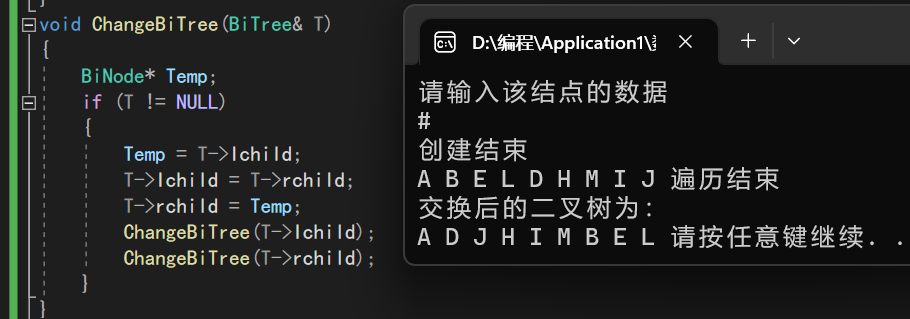 void ChangeBiTree(BiTree& T)
{
BiNode* Temp;
if (T != NULL)
{
Temp = T->lchild;
T->lchild = T->rchild;
T->rchild = Temp;
ChangeBiTree(T->lchild);
ChangeBiTree(T->rchild);
}
}
D:\编程\Application1\
请输入该结点的数据
#
创建结束
A B E L D H M I J 遍历结束
交换后的二叉树为:
A D J H I M B E L 请按任意键继续. .